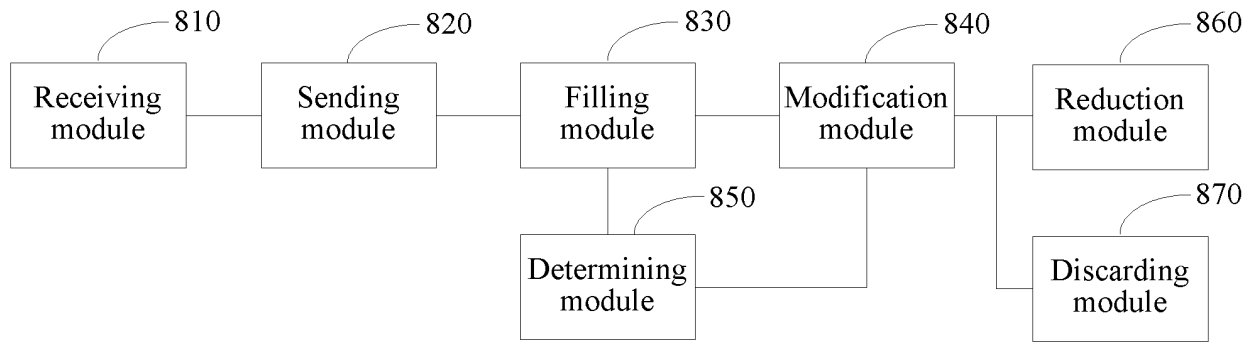 810
820
830
840
860
Receiving
module
Sending
module
Filling
module
Modification
module
Reduction
module
850
870
Determining
module
Discarding
module